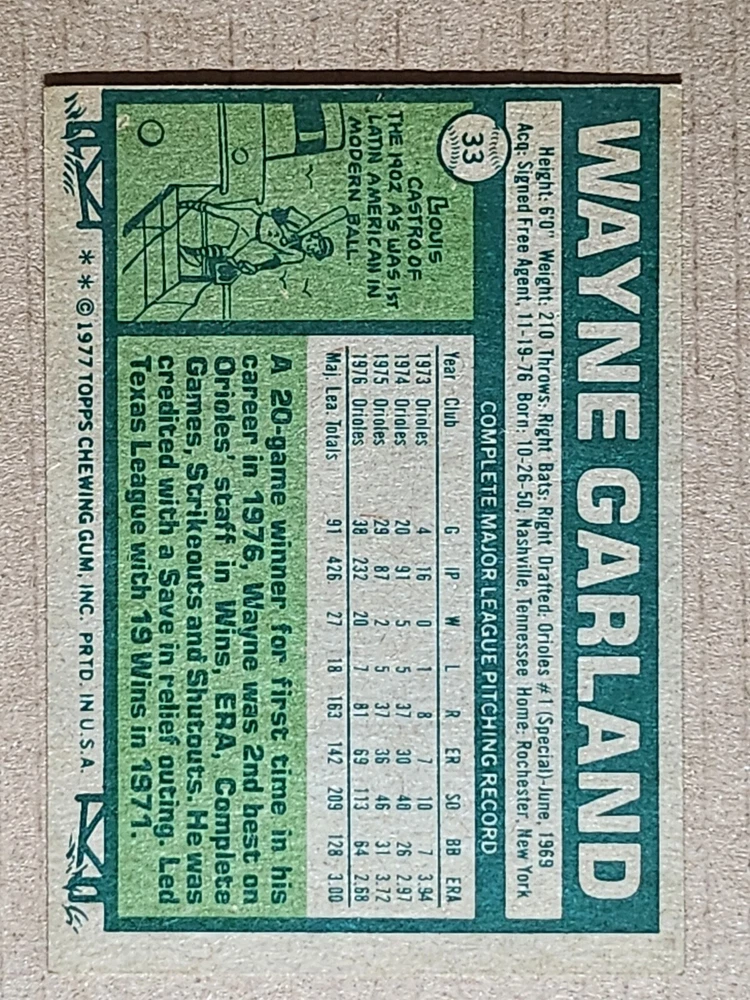 WAYNE GARLAND
33
Height: 6'0" Weight: 210 Throws: Right Bats: Right Drafted: Orioles #1 (Special)-June, 1969
Acq: Signed Free Agent, 11-19-76 Born: 10-26-50, Nashville, Tennessee Home: Rochester, New York
COMPLETE MAJOR LEAGUE PITCHING RECORD
Year Club G IP W L R ER SO BB ERA
1973 Orioles 4 16 0 1 8 7 10 7 3.94
1974 Orioles 20 91 5 5 37 30 40 26 2.97
1975 Orioles 29 87 2 5 37 36 46 31 3.72
1976 Orioles 38 232 20 7 81 69 113 64 2.68
Maj. Lea. Totals 91 426 27 18 163 142 209 128 3.00
LOUIS
CASTRO OF
THE 1902 A'S WAS 1ST
LATIN AMERICAN IN
MODERN BALL.
A 20-game winner for first time in his
career in 1976, Wayne was 2nd best on
Orioles' staff in Wins, ERA, Complete
Games, Strikeouts and Shutouts. He was
credited with a Save in relief outing. Led
Texas League with 19 Wins in 1971.
* * © 1977 TOPPS CHEWING GUM, INC. PRTD. IN U.S.A.